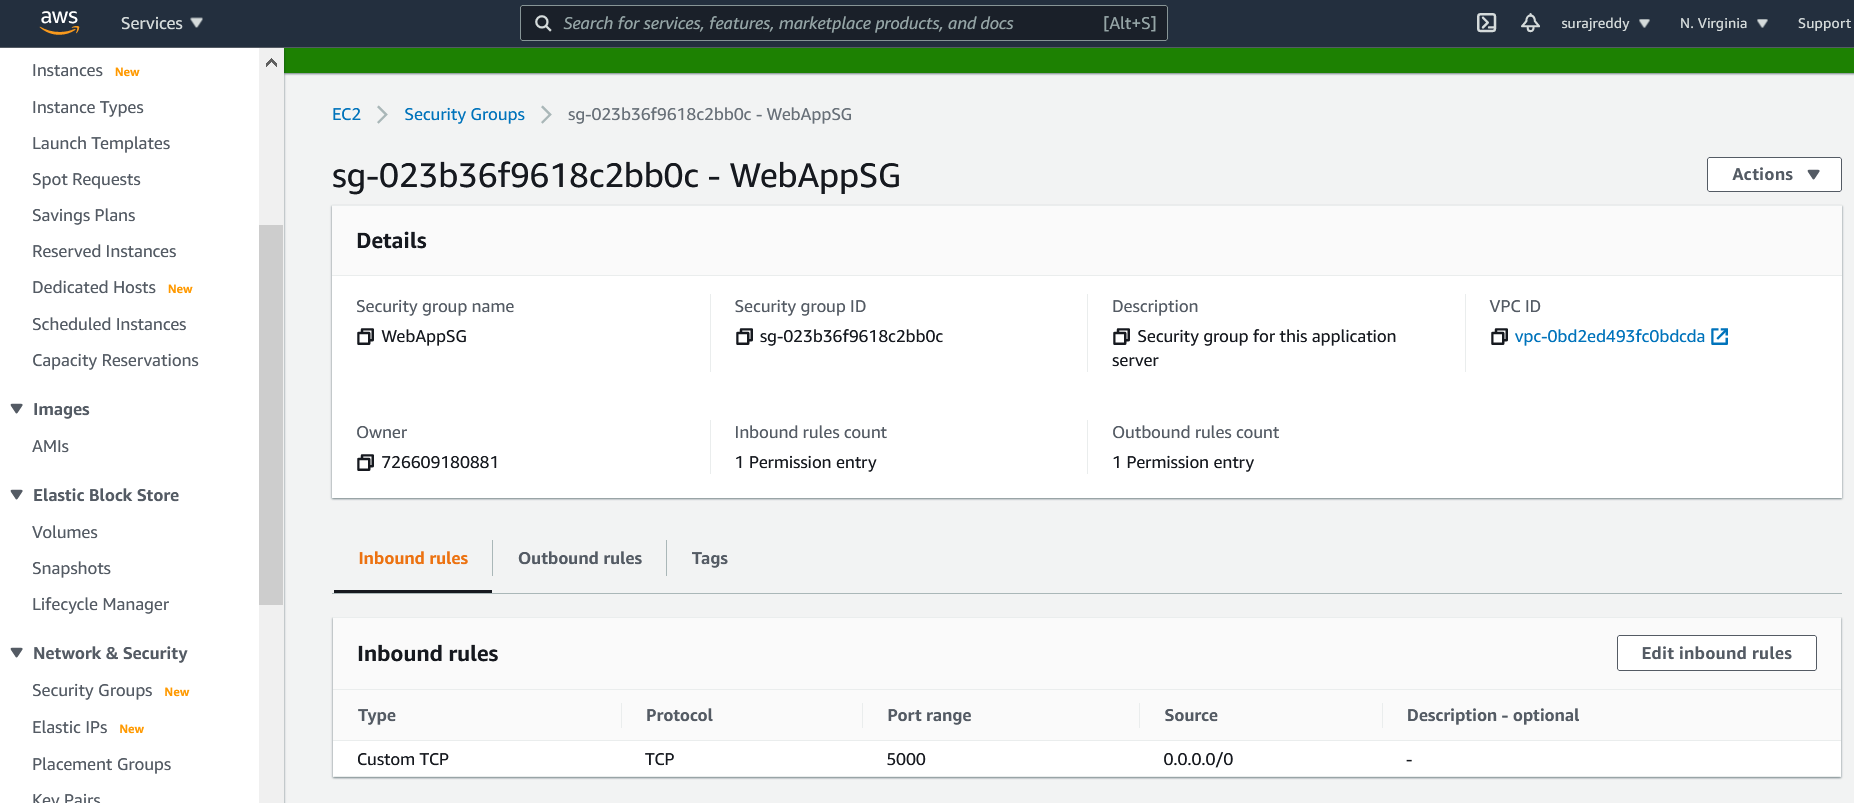 aws
Services
Search for services, features, marketplace products, and docs [Alt+S]
surajreddy
N. Virginia
Support
Instances New
Instance Types
Launch Templates
Spot Requests
Savings Plans
Reserved Instances
Dedicated Hosts New
Scheduled Instances
Capacity Reservations
Images
AMIs
Elastic Block Store
Volumes
Snapshots
Lifecycle Manager
Network & Security
Security Groups New
Elastic IPs New
Placement Groups
Key Pairs
EC2 > Security Groups > sg-023b36f9618c2bb0c - WebAppSG
sg-023b36f9618c2bb0c - WebAppSG
Actions
Details
Security group name
WebAppSG
Security group ID
sg-023b36f9618c2bb0c
Description
Security group for this application
server
VPC ID
vpc-0bd2ed493fc0bdcda
Owner
726609180881
Inbound rules count
1 Permission entry
Outbound rules count
1 Permission entry
Inbound rules Outbound rules Tags
Inbound rules
Edit inbound rules
Type Protocol Port range Source Description - optional
Custom TCP TCP 5000 0.0.0.0/0 -